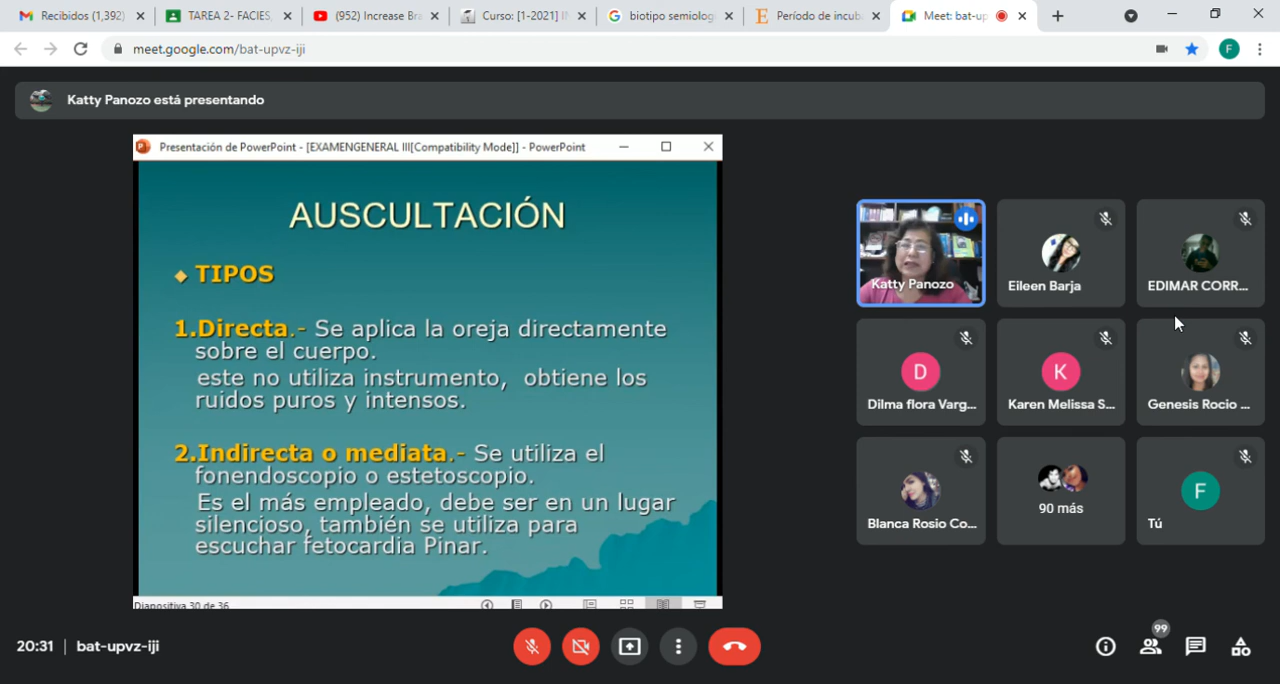 Recibidos (1,392)
TAREA 2- FACIES,
(952) Increase Bra
Curso: [1-2021] II
biotipo semiolog
Período de incub
Meet: bat-up
meet.google.com/bat-upvz-iji
F
Katty Panozo está presentando
Presentación de PowerPoint - [EXAMENGENERAL III[Compatibility Mode]] - PowerPoint
AUSCULTACIÓN
TIPOS
1.Directa.- Se aplica la oreja directamente
sobre el cuerpo.
este no utiliza instrumento, obtiene los
ruidos puros y intensos.
2.Indirecta o mediata.- Se utiliza el
fonendoscopio o estetoscopio.
Es el más empleado, debe ser en un lugar
silencioso, también se utiliza para
escuchar fetocardia Pinar.
Diapositiva 30 de 36
Katty Panozo
Eileen Barja
EDIMAR CORR...
D
Dilma flora Varg...
K
Karen Melissa S...
Genesis Rocio ...
Blanca Rosio Co...
90 más
F
Tú
20:31 | bat-upvz-iji
99